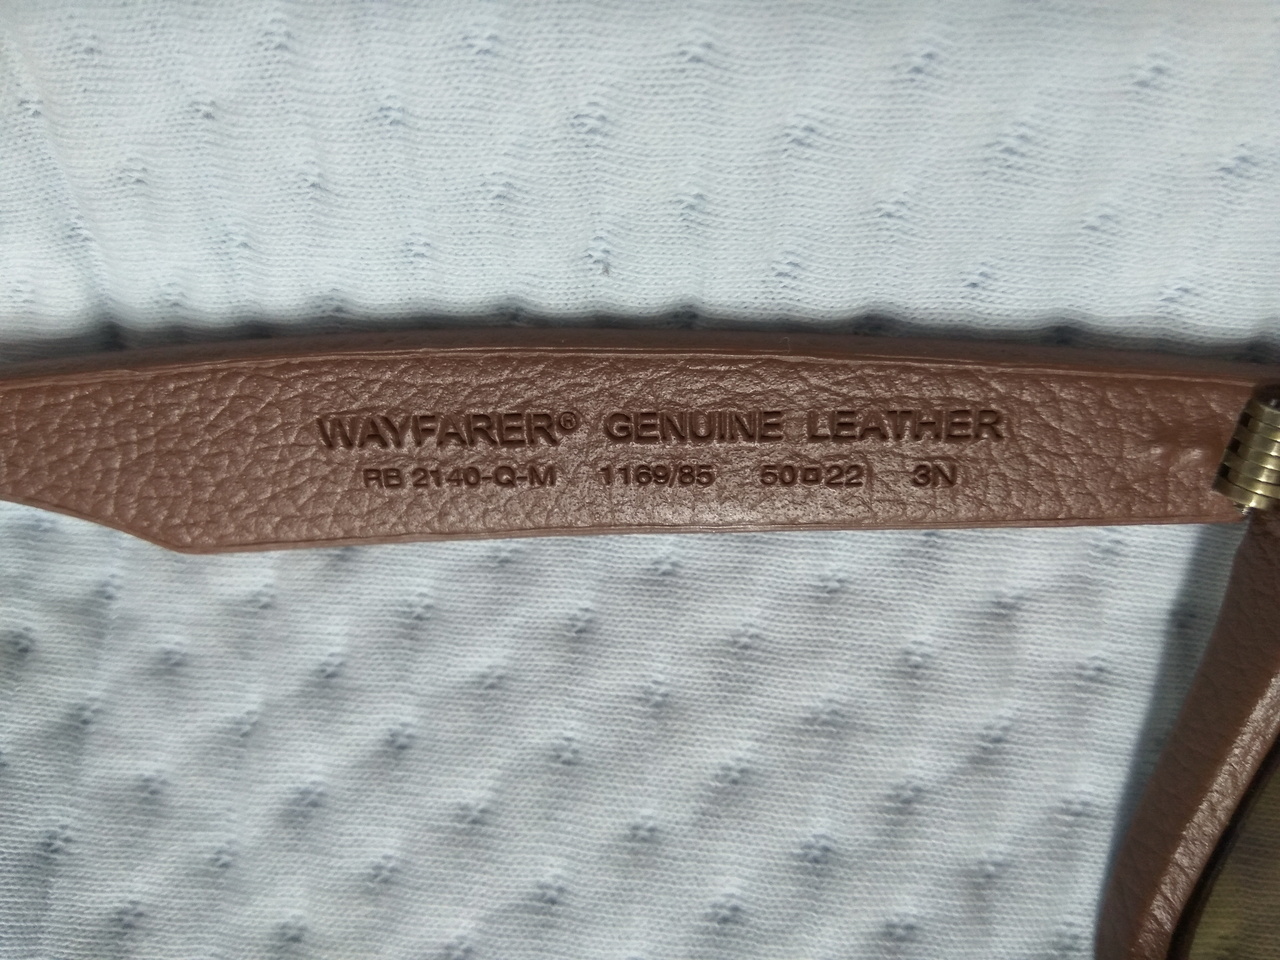 WAYFARER® GENUINE LEATHER
RB 2140-Q-M 1169/85 50□22 3N